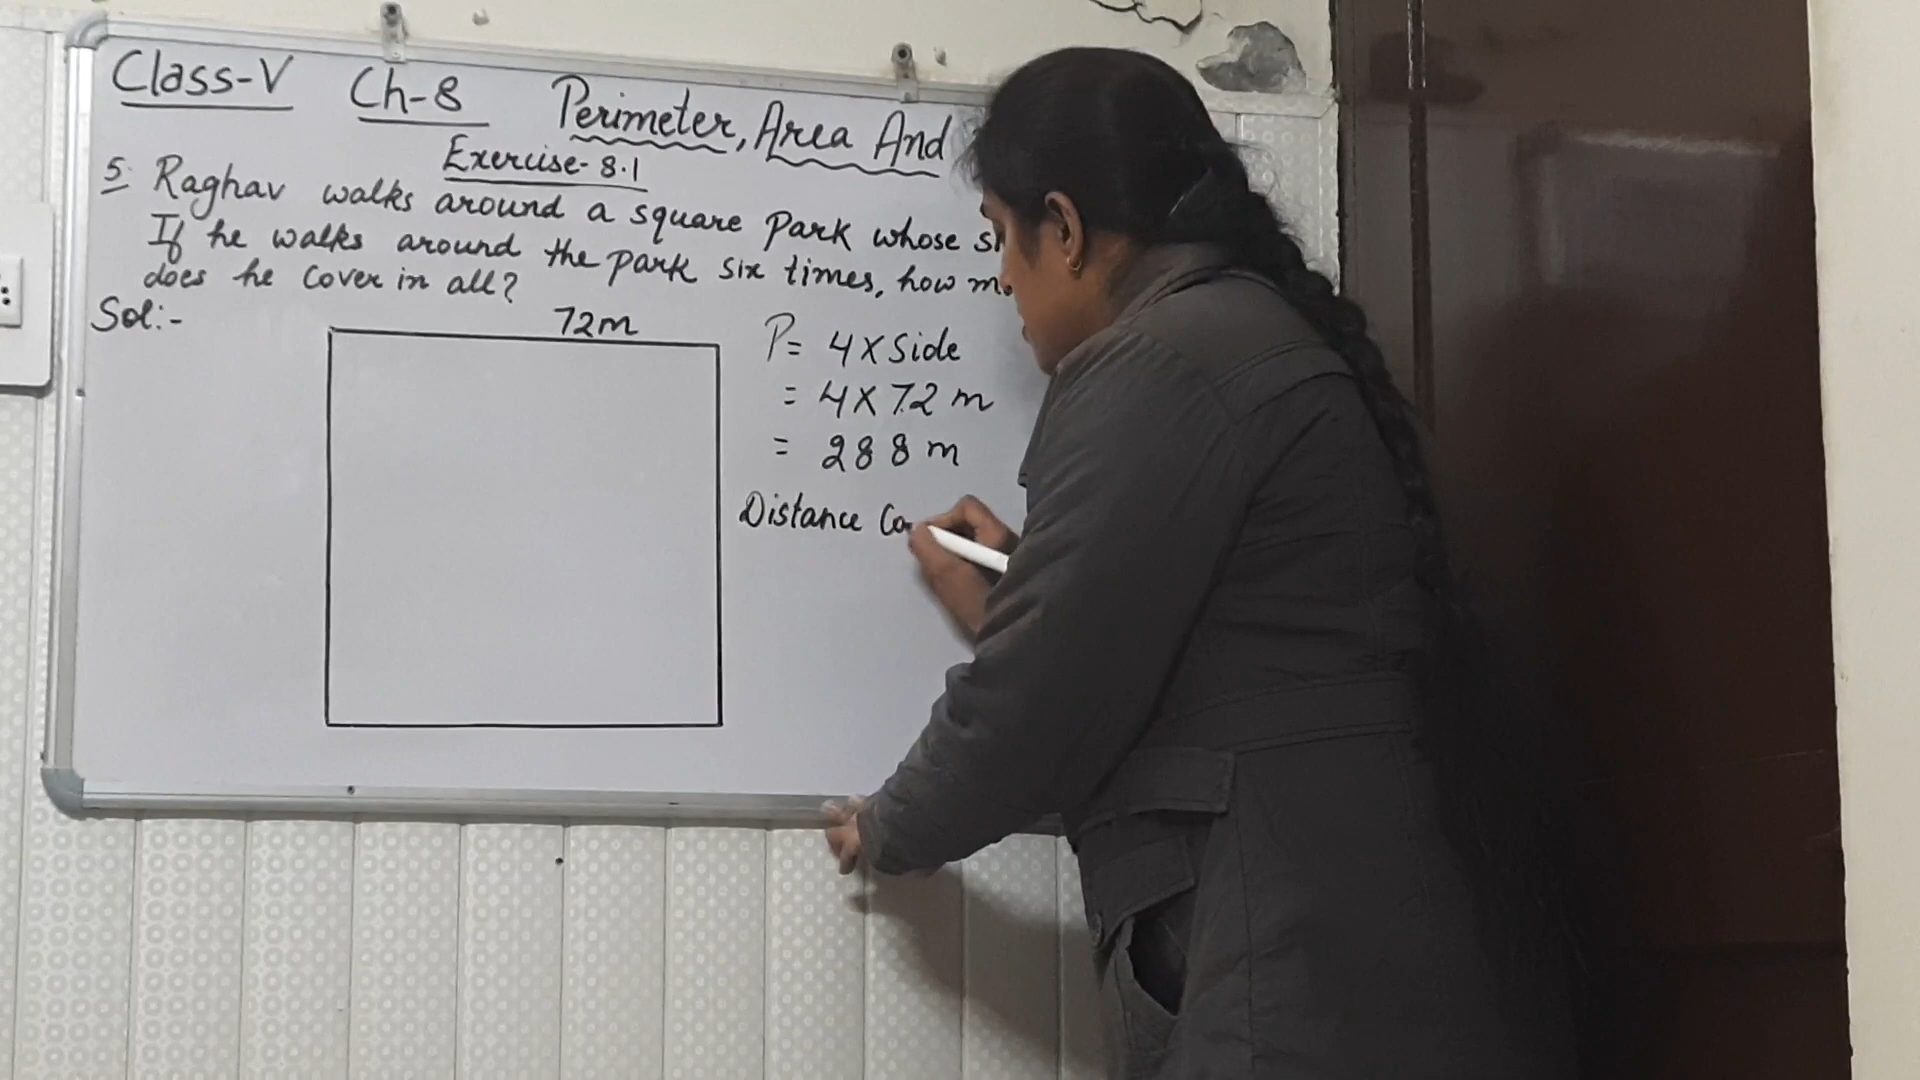 Class-V Ch-8 Perimeter, Area And
Exercise-8.1
5. Raghav walks around a square Park whose
If he walks around the park six times, how
does he cover in all?
Sol:-
72m
P= 4 X Side
= 4 X 72 m
= 288 m
Distance